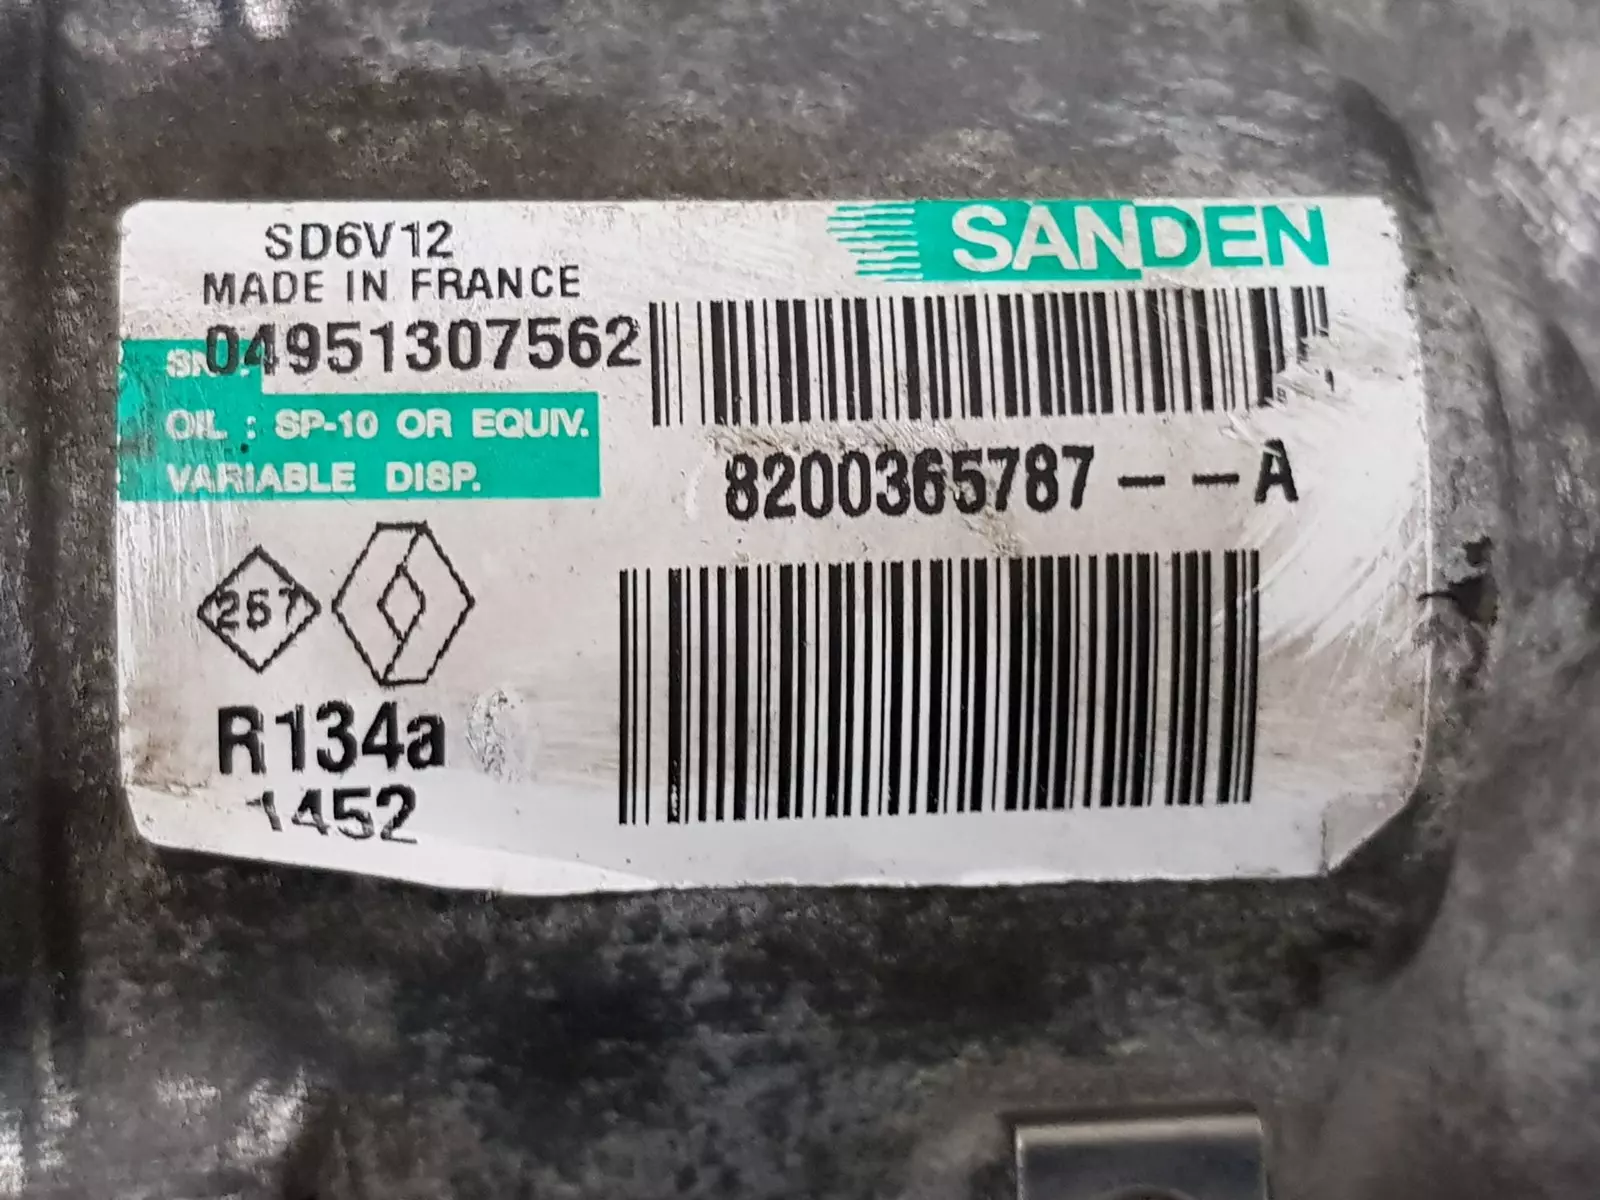 SD6V12
SANDEN
MADE IN FRANCE
04951307562
OIL : SP-10 OR EQUIV.
VARIABLE DISP.
8200365787--A
257
R134a
1452